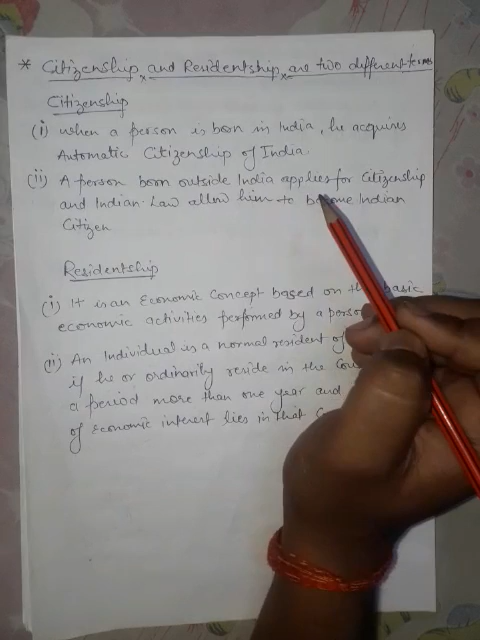 * Citizenship and Residentship are two different terms
Citizenship
(i) when a person is born in India, he acquires
Automatic Citizenship of India.
(ii) A person born outside India applies for Citizenship
and Indian Law allow him to become Indian
Citizen
Residentship
(i) It is an Economic Concept based on the basic
economic activities performed by a person
(ii) An Individual is a normal resident of
if he or ordinarily reside in the
a period more than one year and
of economic interest lies in that